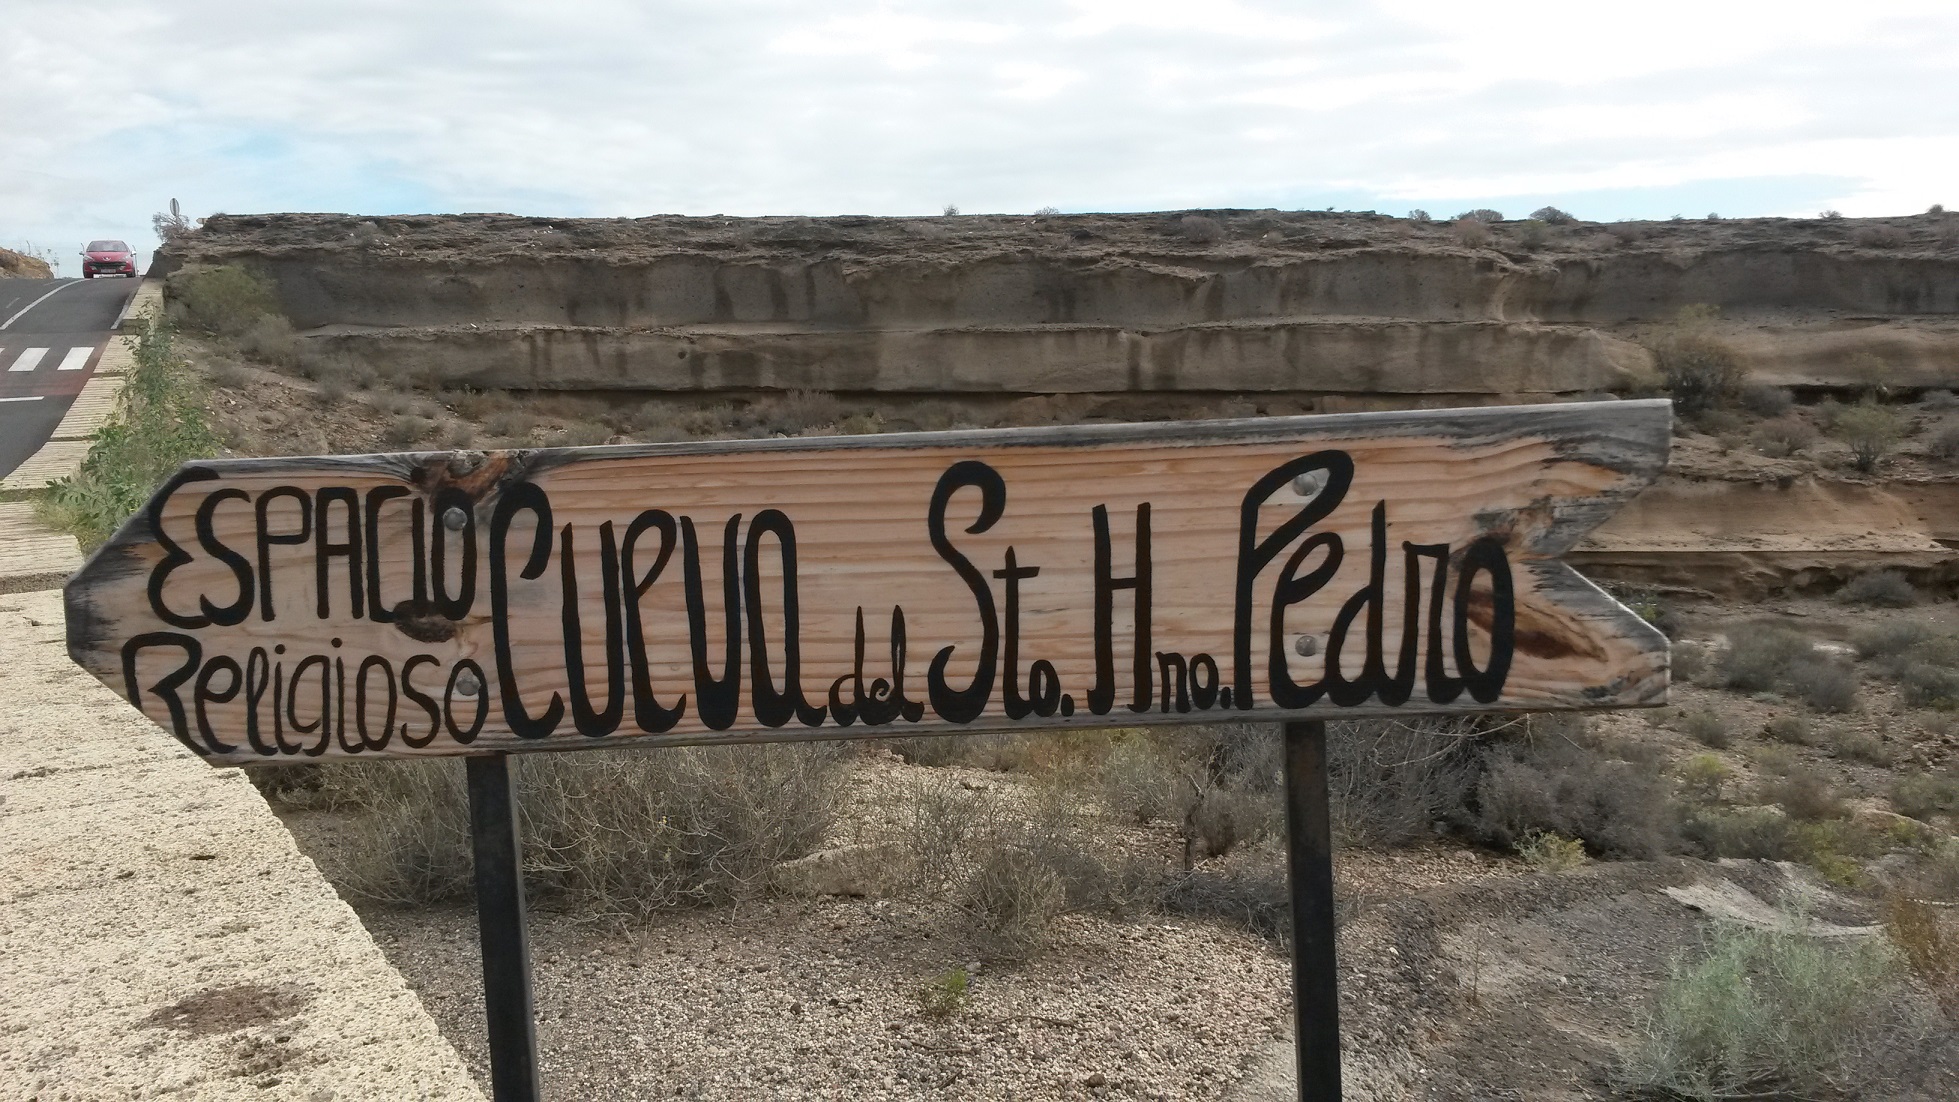 ESPACIO
Religioso
Cueva del Sto. Hno. Pedro